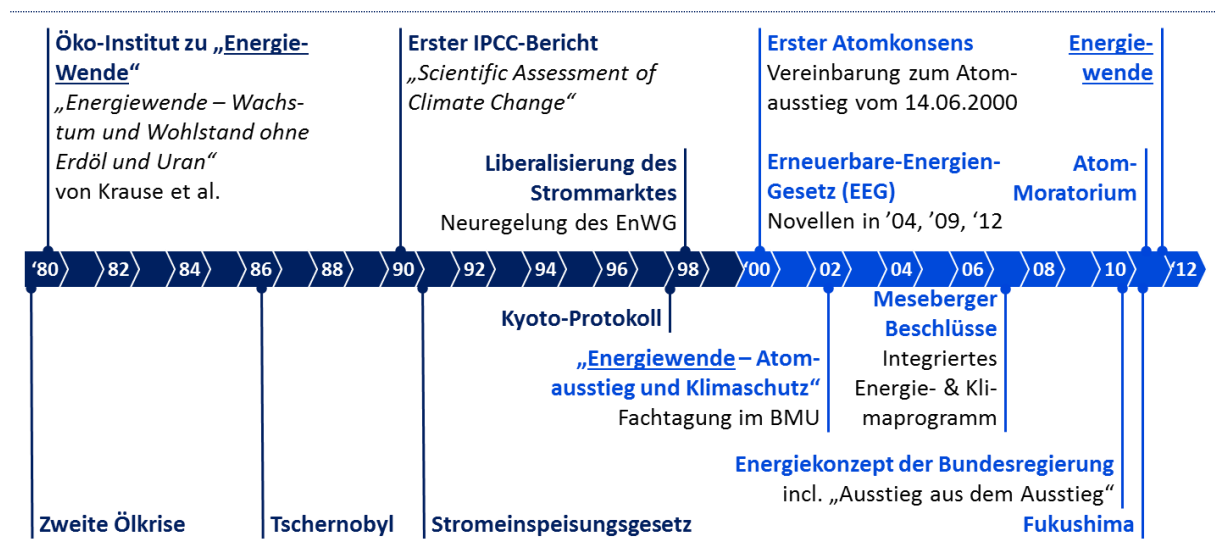 Öko-Institut zu „Energie-
Wende“
„Energiewende – Wachs-
tum und Wohlstand ohne
Erdöl und Uran“
von Krause et al.
Erster IPCC-Bericht
„Scientific Assessment of
Climate Change“
Liberalisierung des
Strommarktes
Neuregelung des EnWG
Erster Atomkonsens
Vereinbarung zum Atom-
ausstieg vom 14.06.2000
Erneuerbare-Energien-
Gesetz (EEG)
Novellen in ’04, ’09, ‘12
Energie-
wende
Atom-
Moratorium
‘80 82 84 86 88 90 92 94 96 98 ‘00 02 04 06 08 10 ‘12
Kyoto-Protokoll
„Energiewende – Atom-
ausstieg und Klimaschutz“
Fachtagung im BMU
Meseberger
Beschlüsse
Integriertes
Energie- & Kli-
maprogramm
Energiekonzept der Bundesregierung
incl. „Ausstieg aus dem Ausstieg“
Zweite Ölkrise
Tschernobyl
Stromeinspeisungsgesetz
Fukushima